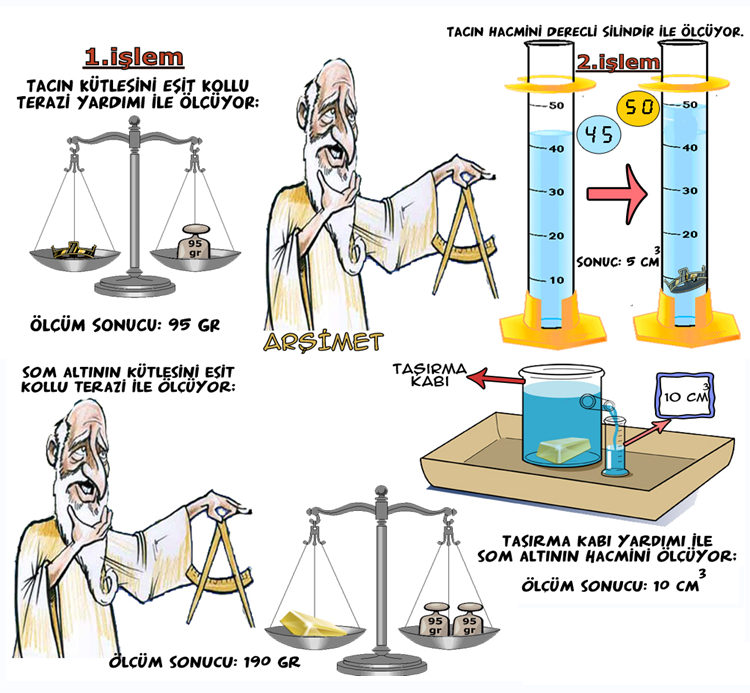 1.işlem
TACIN KÜTLESİNİ EŞİT KOLLU
TERAZİ YARDIMI İLE ÖLÇÜYOR:
95
gr
ÖLÇÜM SONUCU: 95 GR
ARŞİMET
TACIN HACMİNİ DERECLİ SİLİNDİR İLE ÖLÇÜYOR.
2.işlem
50
40
30
20
10
45
50
50
40
30
20
SONUC: 5 CM³
SOM ALTININ KÜTLESİNİ EŞİT
KOLLU TERAZİ İLE ÖLÇÜYOR:
95
gr
95
gr
ÖLÇÜM SONUCU: 190 GR
TAŞIRMA
KABI
10 CM³
TAŞIRMA KABI YARDIMI İLE
SOM ALTININ HACMİNİ ÖLÇÜYOR:
ÖLÇÜM SONUCU: 10 CM³